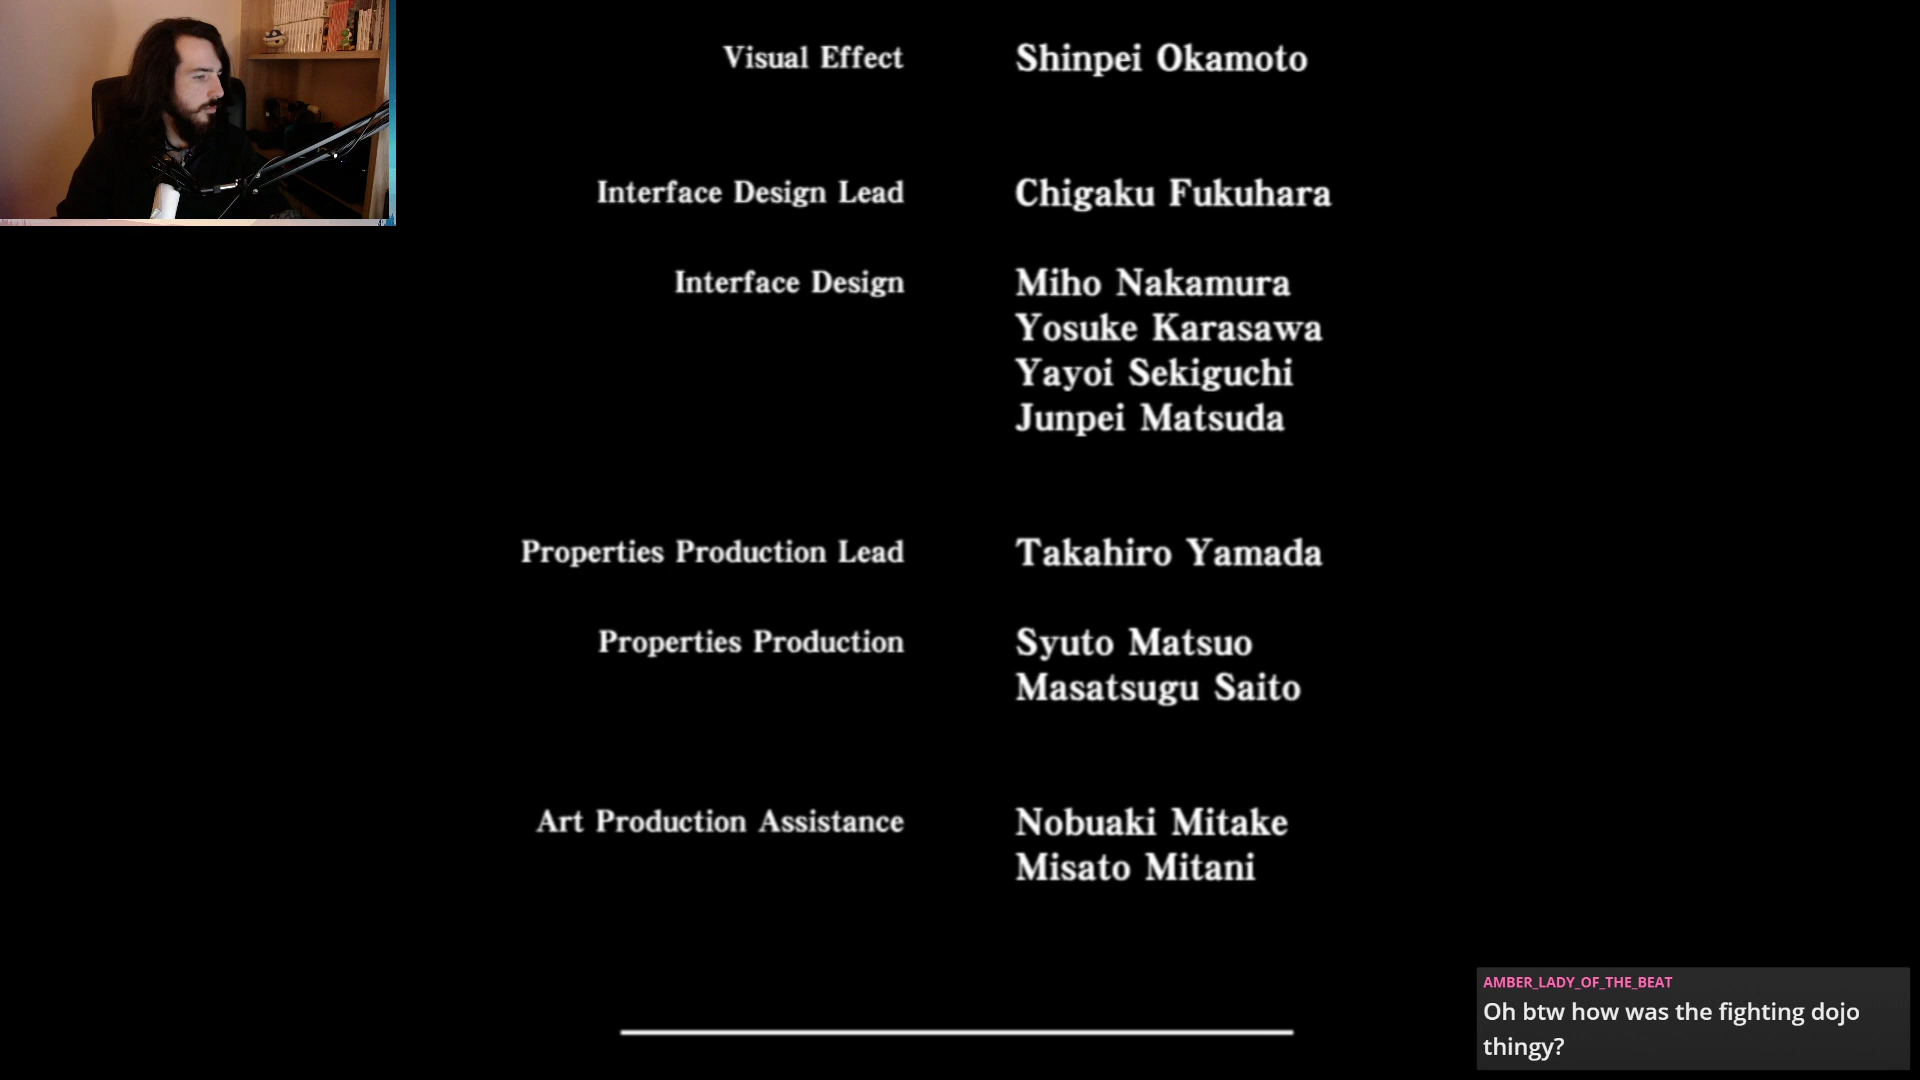 Visual Effect Shinpei Okamoto
Interface Design Lead Chigaku Fukuhara
Interface Design Miho Nakamura
Yosuke Karasawa
Yayoi Sekiguchi
Junpei Matsuda
Properties Production Lead Takahiro Yamada
Properties Production Syuto Matsuo
Masatsugu Saito
Art Production Assistance Nobuaki Mitake
Misato Mitani
AMBER_LADY_OF_THE_BEAT
Oh btw how was the fighting dojo
thingy?